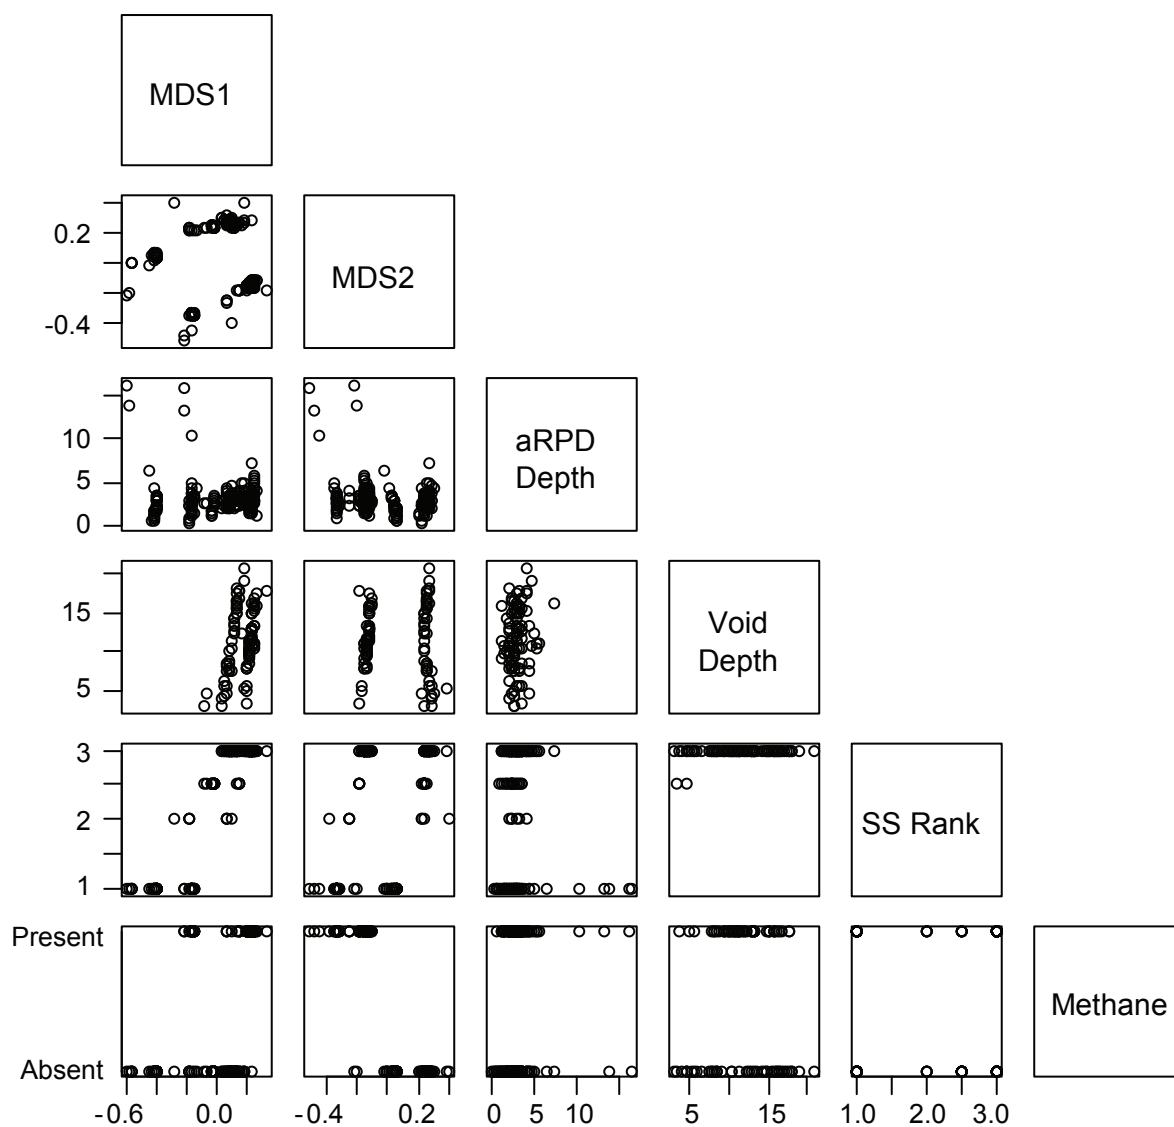 MDS1
0.2
-0.4
MDS2
10
5
0
aRPD
Depth
15
5
Void
Depth
3
2
1
SS Rank
Present
Absent
Methane
-0.6 0.0 -0.4 0.2 0 5 10 5 15 1.0 2.0 3.0